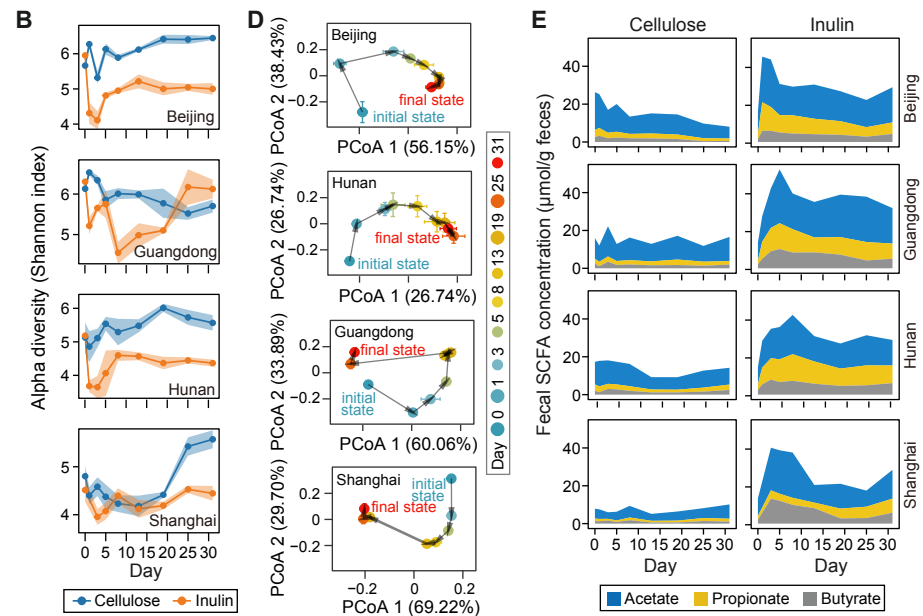 B
Alpha diversity (Shannon index)
6
5
4
Beijing
6
5
Guangdong
6
5
4
Hunan
5
4
Shanghai
0 5 10 15 20 25 30
Day
Cellulose Inulin
D
PCoA 2 (38.43%)
0.2
0
−0.2
Beijing
final state
initial state
PCoA 1 (56.15%)
PCoA 2 (26.74%)
0.2
0
−0.2
Hunan
final state
initial state
PCoA 1 (26.74%)
PCoA 2 (33.89%)
0.2
0
−0.2
Guangdong
final state
initial
state
PCoA 1 (60.06%)
PCoA 2 (29.70%)
0.2
0
−0.2
Shanghai
initial
state
final state
−0.2 0 0.2
PCoA 1 (69.22%)
Day 0 1 3 5 8 13 19 25 31
E
Cellulose Inulin
Fecal SCFA concentration (μmol/g feces)
40
20
0
Beijing
40
20
0
Guangdong
40
20
0
Hunan
40
20
0
Shanghai
0 5 10 15 20 25 30 0 5 10 15 20 25 30
Day
Acetate Propionate Butyrate